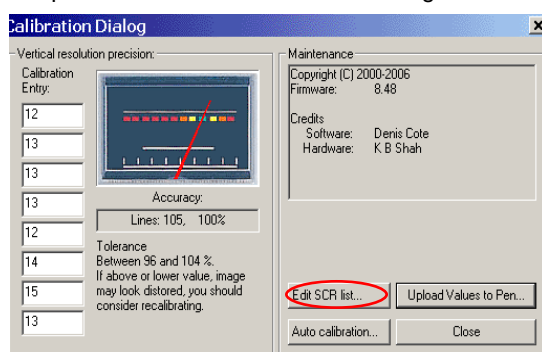 Calibration Dialog
Vertical resolution precision:
Calibration
Entry:
12
13
13
13
12
14
15
13
Accuracy:
Lines: 105, 100%
Tolerance
Between 96 and 104 %.
If above or lower value, image
may look distored, you should
consider recalibrating.
Maintenance
Copyright (C) 2000-2006
Firmware: 8.48
Credits
Software: Denis Cote
Hardware: K B Shah
Edit SCR list...
Upload Values to Pen...
Auto calibration...
Close